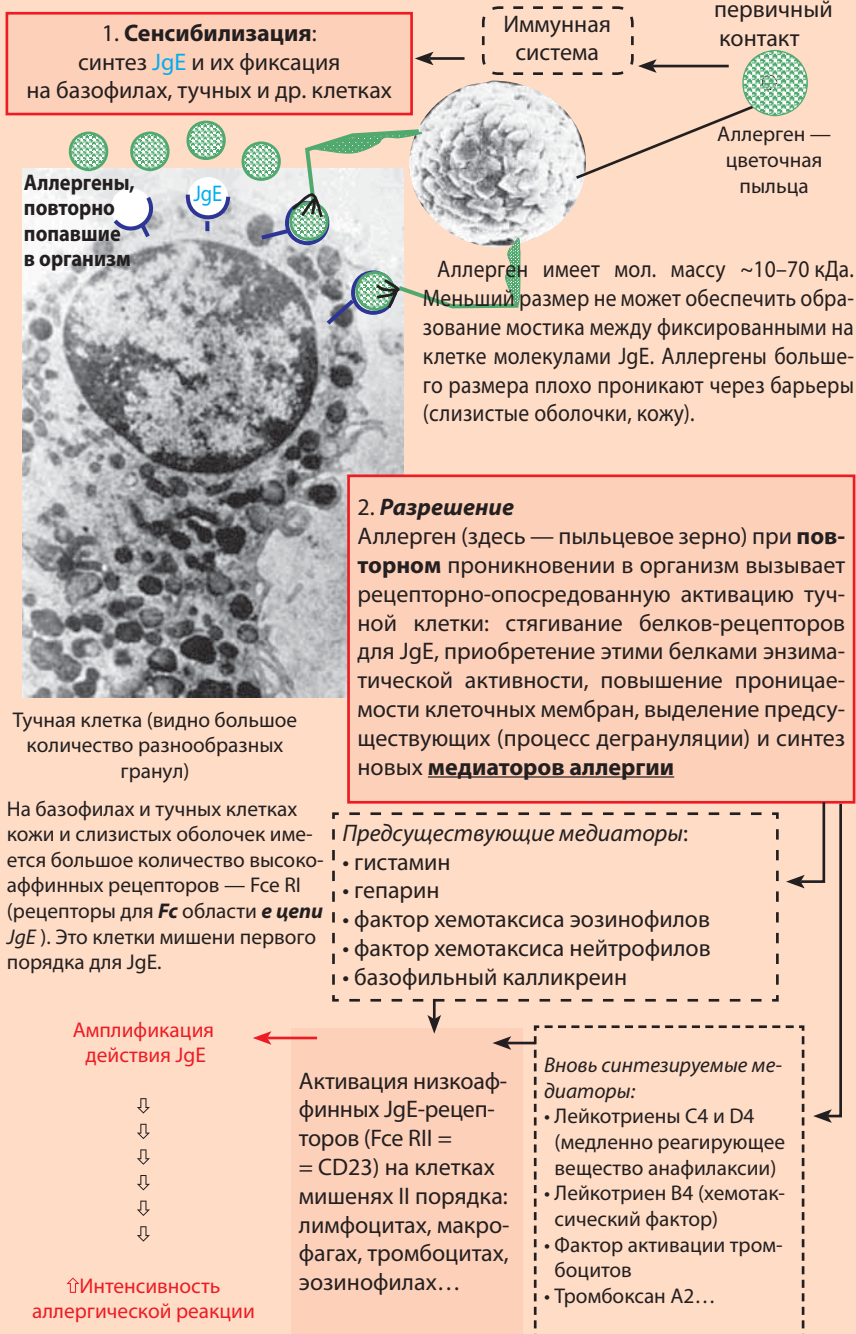 первичный
контакт
Иммунная
система
1. Сенсибилизация:
синтез JgE и их фиксация
на базофилах, тучных и др. клетках
Аллерген —
цветочная
пыльца
Аллергены,
повторно
попавшие
в организм
JgE
Аллерген имеет мол. массу ~10–70 кДа.
Меньший размер не может обеспечить обра-
зование мостика между фиксированными на
клетке молекулами JgE. Аллергены больше-
го размера плохо проникают через барьеры
(слизистые оболочки, кожу).
2. Разрешение
Аллерген (здесь — пыльцевое зерно) при пов-
торном проникновении в организм вызывает
рецепторно-опосредованную активацию туч-
ной клетки: стягивание белков-рецепторов
для JgE, приобретение этими белками энзима-
тической активности, повышение проницае-
мости клеточных мембран, выделение предсу-
ществующих (процесс дегрануляции) и синтез
новых медиаторов аллергии
Тучная клетка (видно большое
количество разнообразных
гранул)
На базофилах и тучных клетках
кожи и слизистых оболочек име-
ется большое количество высоко-
аффинных рецепторов — Fce RI
(рецепторы для Fc области e цепи
JgE ). Это клетки мишени первого
порядка для JgE.
Предсуществующие медиаторы:
• гистамин
• гепарин
• фактор хемотаксиса эозинофилов
• фактор хемотаксиса нейтрофилов
• базофильный калликреин
Амплификация
действия JgE
⇩
⇩
⇩
⇩
⇩
⇩
⇧Интенсивность
аллергической реакции
Активация низкоаф-
финных JgE-рецеп-
торов (Fce RII =
= CD23) на клетках
мишенях II порядка:
лимфоцитах, макро-
фагах, тромбоцитах,
эозинофилах…
Вновь синтезируемые ме-
диаторы:
• Лейкотриены C4 и D4
(медленно реагирующее
вещество анафилаксии)
• Лейкотриен B4 (хемотак-
сический фактор)
• Фактор активации тром-
боцитов
• Тромбоксан A2…